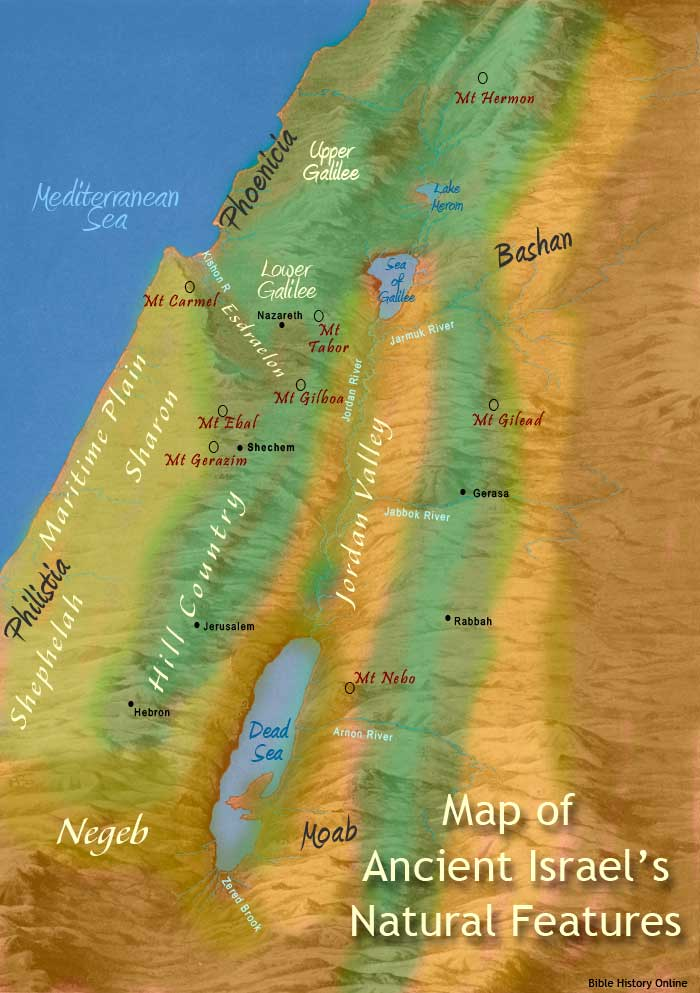 Mt Hermon
Upper
Galilee
Phoenicia
Lake
Merom
Mediterranean
Sea
Bashan
Kishon R
Sea
of
Galilee
Lower
Galilee
Mt Carmel
Nazareth
Esdraelon
Mt
Tabor
Jarmuk River
Mt Gilboa
Jordan River
Mt Ebal
Mt Gilead
Maritime Plain
Sharon
Shechem
Mt Gerazim
Jordan Valley
Gerasa
Jabbok River
Hill Country
Philistia
Shephelah
Jerusalem
Rabbah
Mt Nebo
Hebron
Dead
Sea
Arnon River
Negeb
Moab
Zered Brook
Map of
Ancient Israel's
Natural Features
Bible History Online